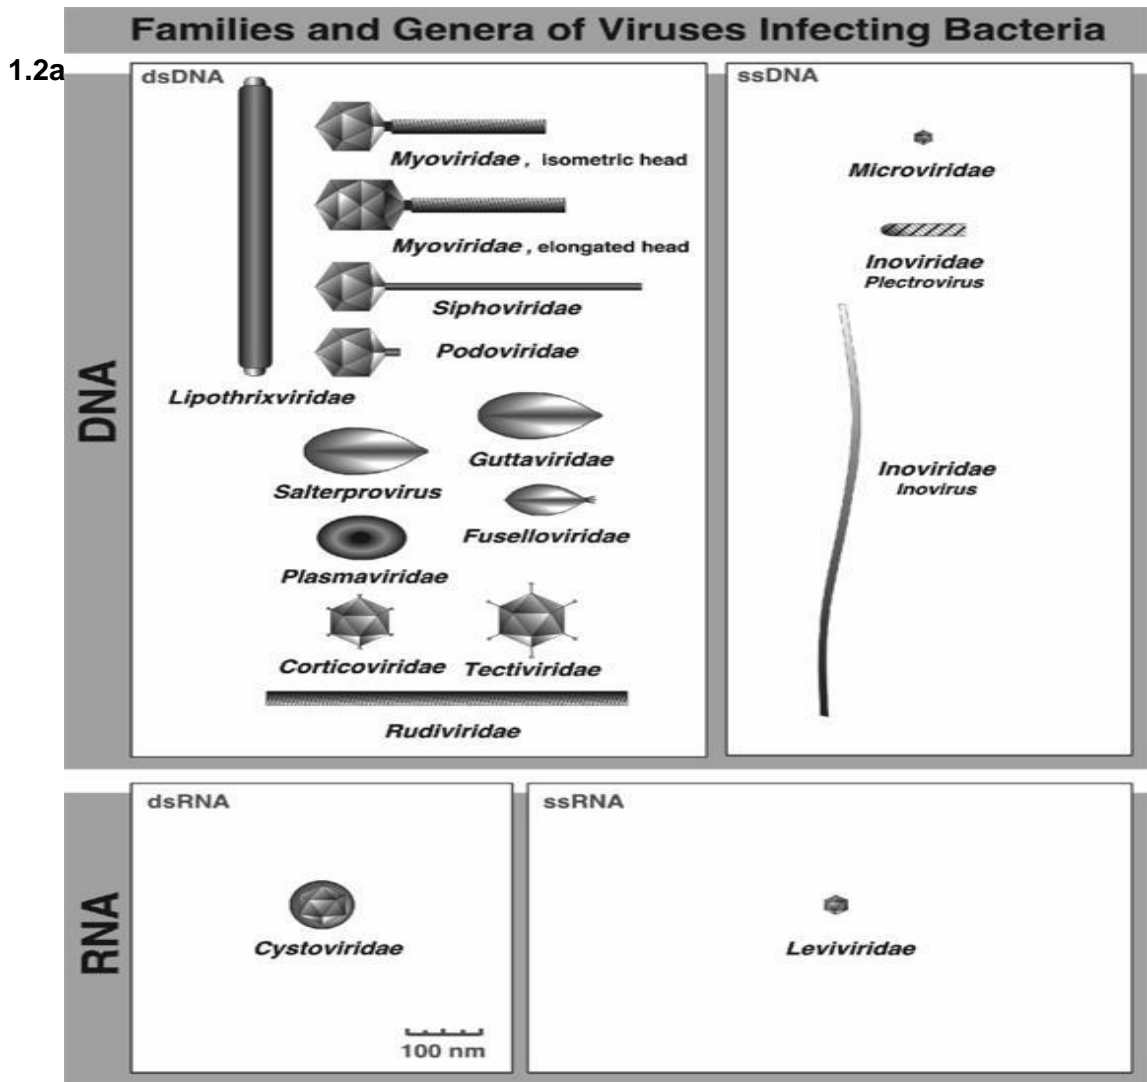 Families and Genera of Viruses Infecting Bacteria
1.2a
DNA
dsDNA
Myoviridae , isometric head
Myoviridae , elongated head
Siphoviridae
Podoviridae
Lipothrixviridae
Guttaviridae
Salterprovirus
Fuselloviridae
Plasmaviridae
Corticoviridae
Tectiviridae
Rudiviridae
ssDNA
Microviridae
Inoviridae
Plectrovirus
Inoviridae
Inovirus
RNA
dsRNA
Cystoviridae
100 nm
ssRNA
Leviviridae